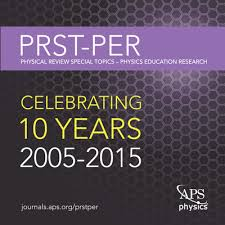 PRST-PER
PHYSICAL REVIEW SPECIAL TOPICS – PHYSICS EDUCATION RESEARCH
CELEBRATING
10 YEARS
2005-2015
journals.aps.org/prstper
APS
physics